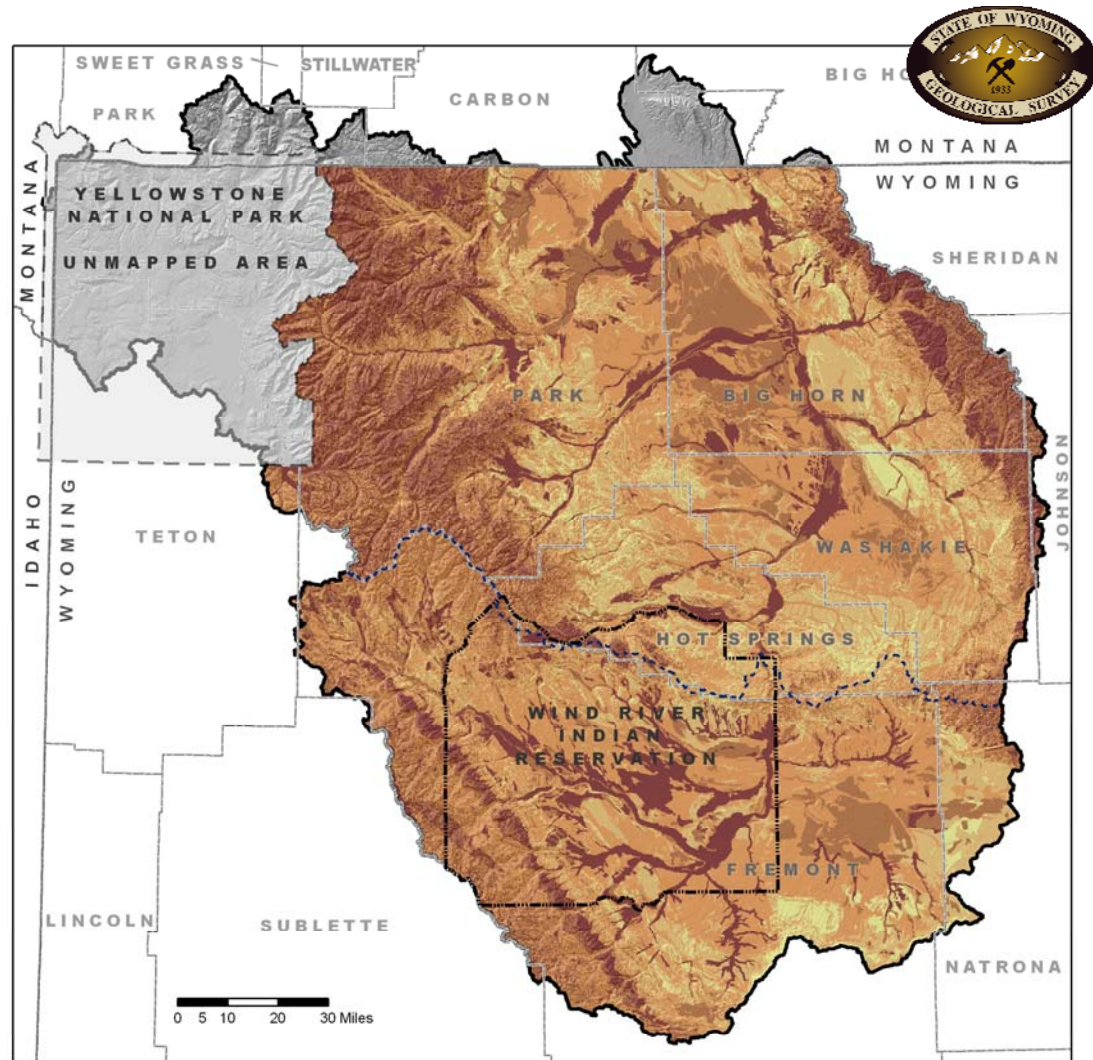 STATE OF WYOMING
GEOLOGICAL SURVEY
1933
SWEET GRASS
STILLWATER
BIG HO
CARBON
PARK
MONTANA
WYOMING
MONTANA
YELLOWSTONE
NATIONAL PARK
UNMAPPED AREA
SHERIDAN
PARK
BIG HORN
JOHNSON
IDAHO
WYOMING
TETON
WASHAKIE
HOT SPRINGS
WIND RIVER
INDIAN
RESERVATION
FREMONT
LINCOLN
SUBLETTE
NATRONA
0 5 10 20 30 Miles